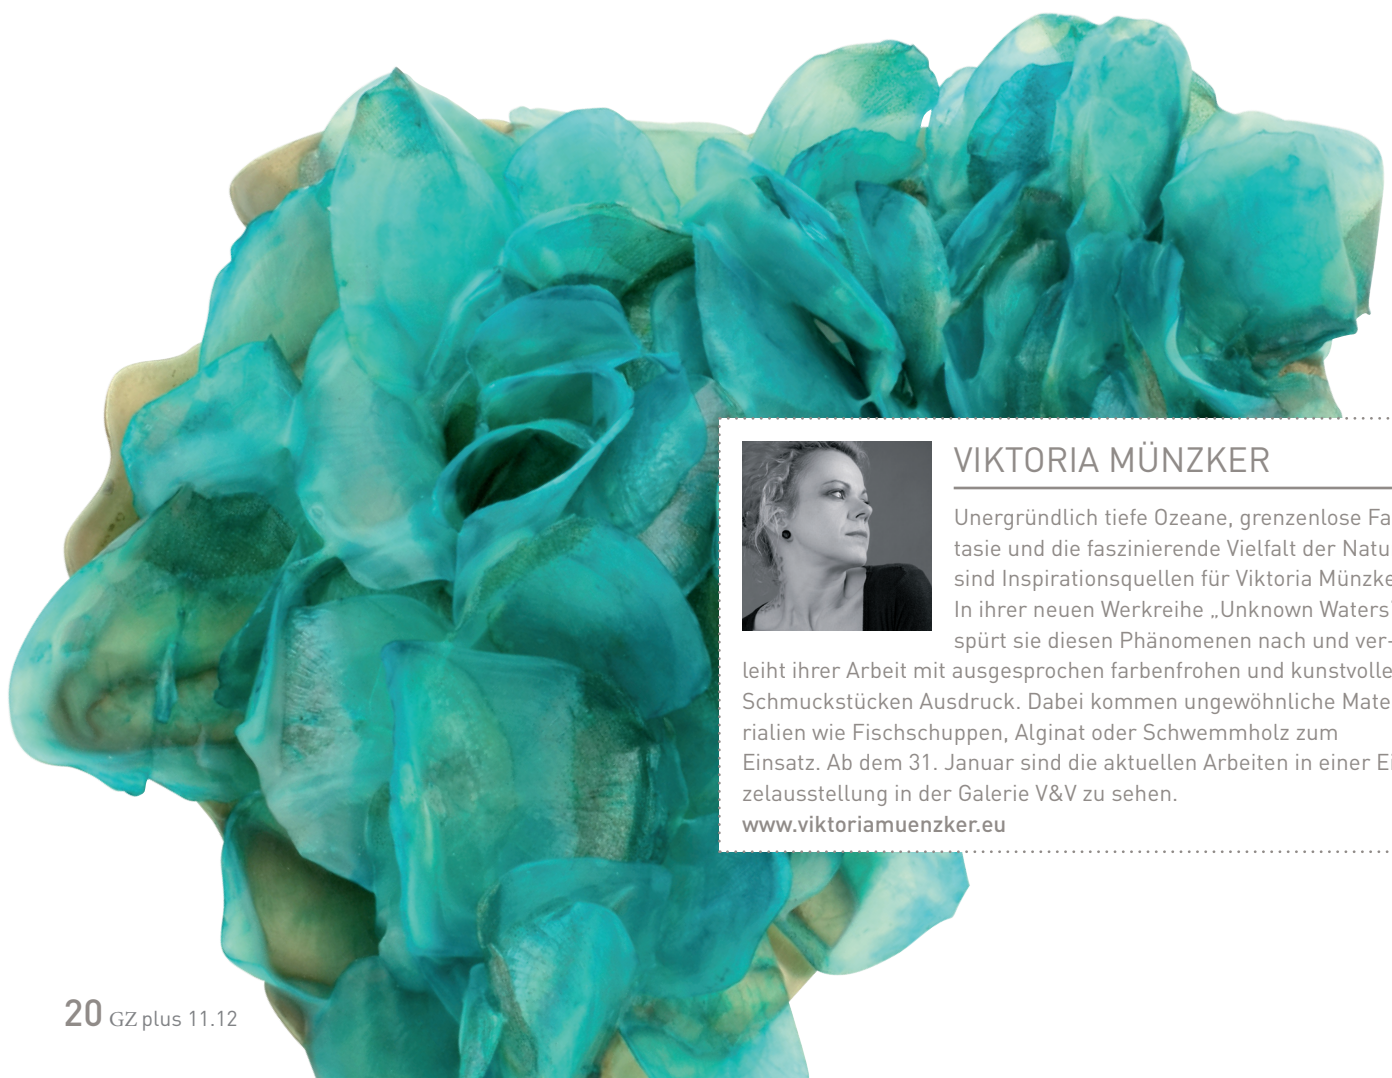 VIKTORIA MÜNZKER
Unergründlich tiefe Ozeane, grenzenlose Fa
tasie und die faszinierende Vielfalt der Natu
sind Inspirationsquellen für Viktoria Münzke
In ihrer neuen Werkreihe „Unknown Waters“
spürt sie diesen Phänomenen nach und ver-
leiht ihrer Arbeit mit ausgesprochen farbenfrohen und kunstvolle
Schmuckstücken Ausdruck. Dabei kommen ungewöhnliche Mate
rialien wie Fischschuppen, Alginat oder Schwemmholz zum
Einsatz. Ab dem 31. Januar sind die aktuellen Arbeiten in einer Ei
zelausstellung in der Galerie V&V zu sehen.
www.viktoriamuenzker.eu
20 GZ plus 11.12